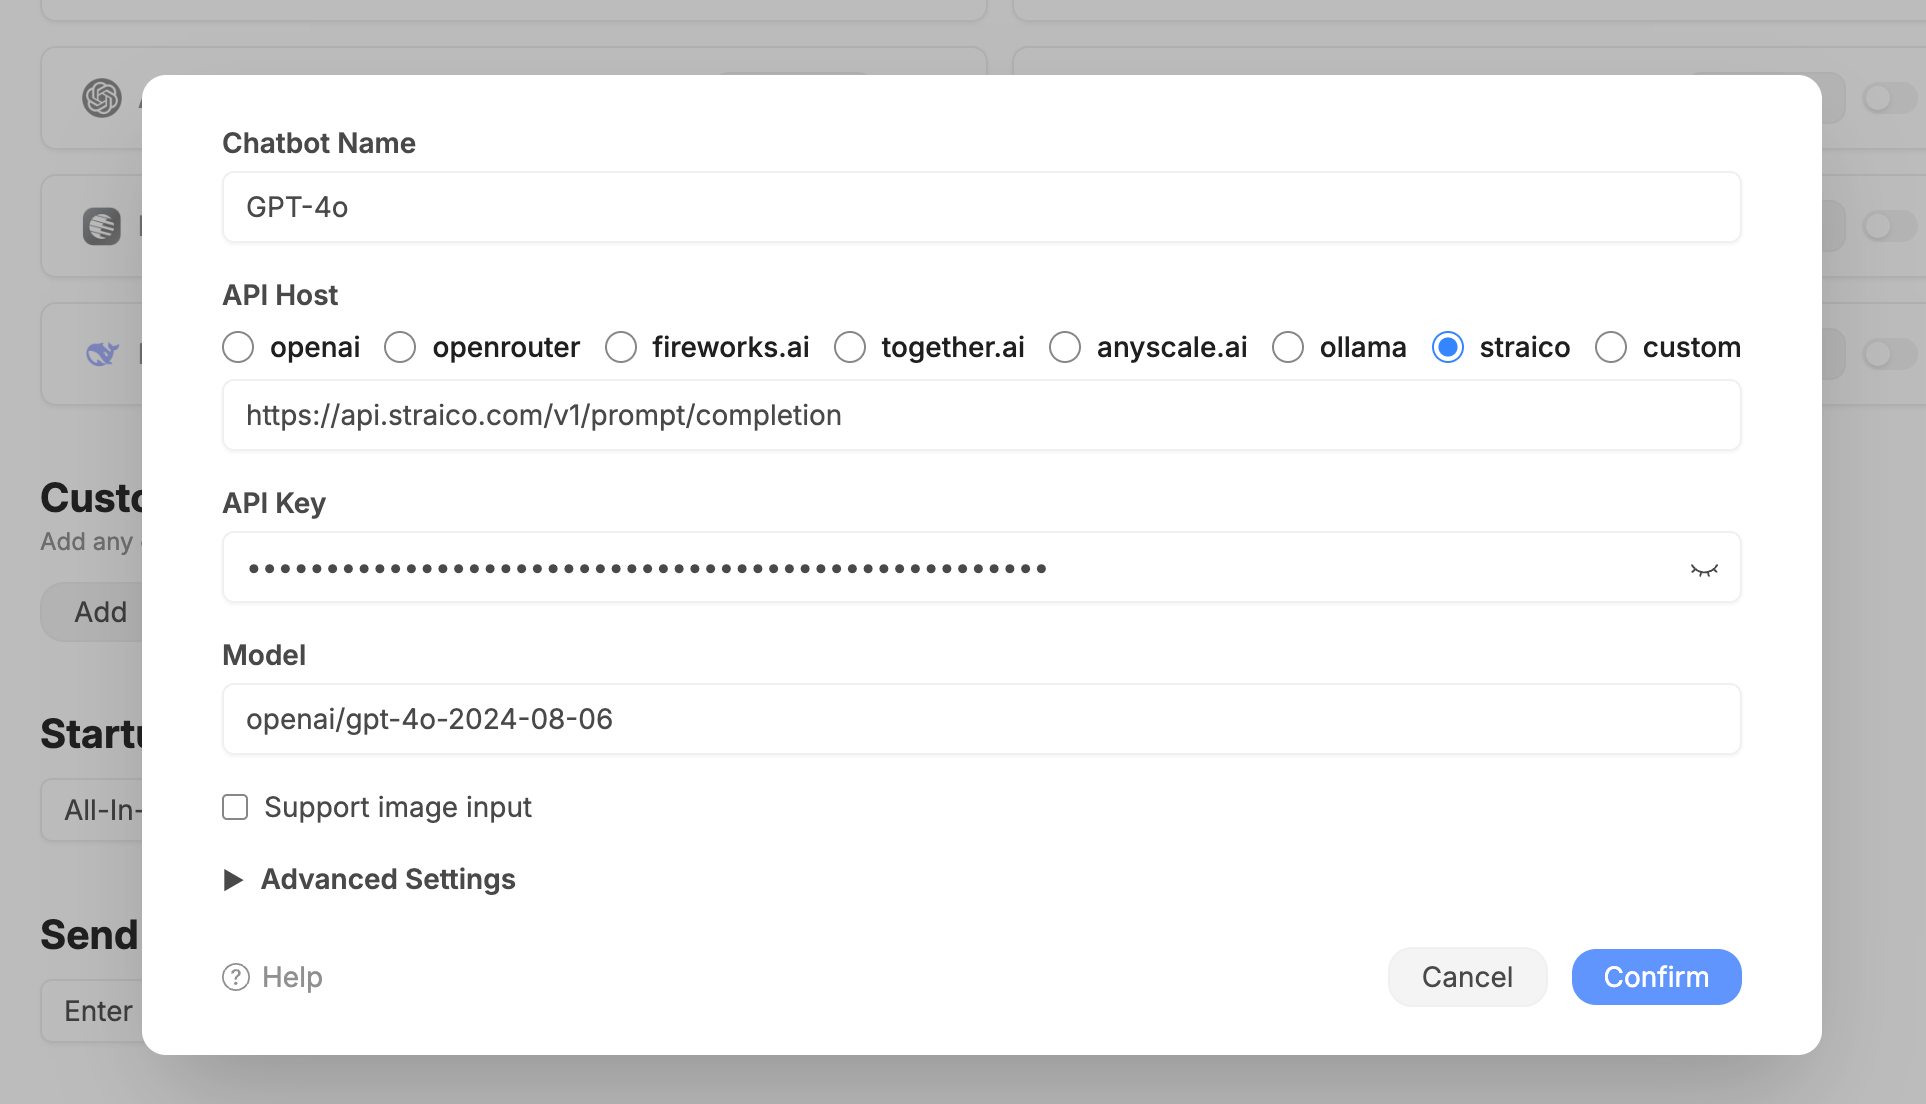 Chatbot Name
GPT-4o
API Host
openai openrouter fireworks.ai together.ai anyscale.ai ollama straico custom
https://api.straico.com/v1/prompt/completion
API Key
Model
openai/gpt-4o-2024-08-06
Support image input
Advanced Settings
Help
Cancel Confirm
Add any
Add
All-In-
Send
Enter